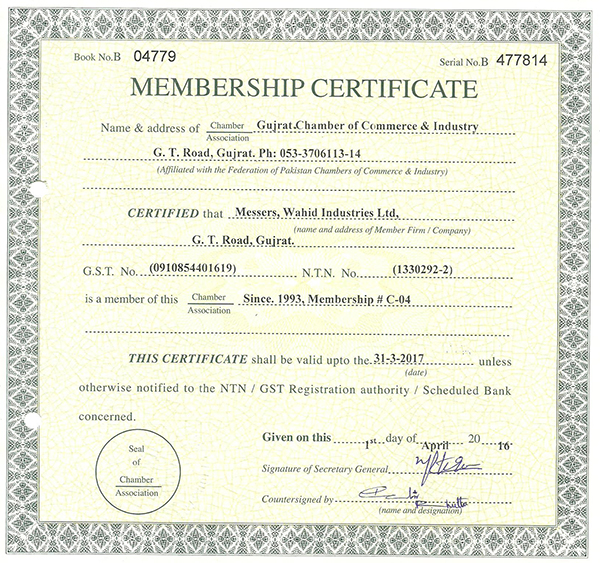 Book No.B 04779
Serial No.B 477814
MEMBERSHIP CERTIFICATE
Name & address of Chamber Association Gujrat.Chamber of Commerce & Industry
G. T. Road, Gujrat. Ph: 053-3706113-14
(Affiliated with the Federation of Pakistan Chambers of Commerce & Industry)
CERTIFIED that Messers, Wahid Industries Ltd,
(name and address of Member Firm / Company)
G. T. Road, Gujrat.
G.S.T. No. (0910854401619) N.T.N. No. (1330292-2)
is a member of this Chamber Association Since. 1993, Membership # C-04
THIS CERTIFICATE shall be valid upto the 31-3-2017 unless
(date)
otherwise notified to the NTN / GST Registration authority / Scheduled Bank
concerned.
Given on this 1st day of April 20 16
Seal
of
Chamber
Association
Signature of Secretary General
Countersigned by
(name and designation)